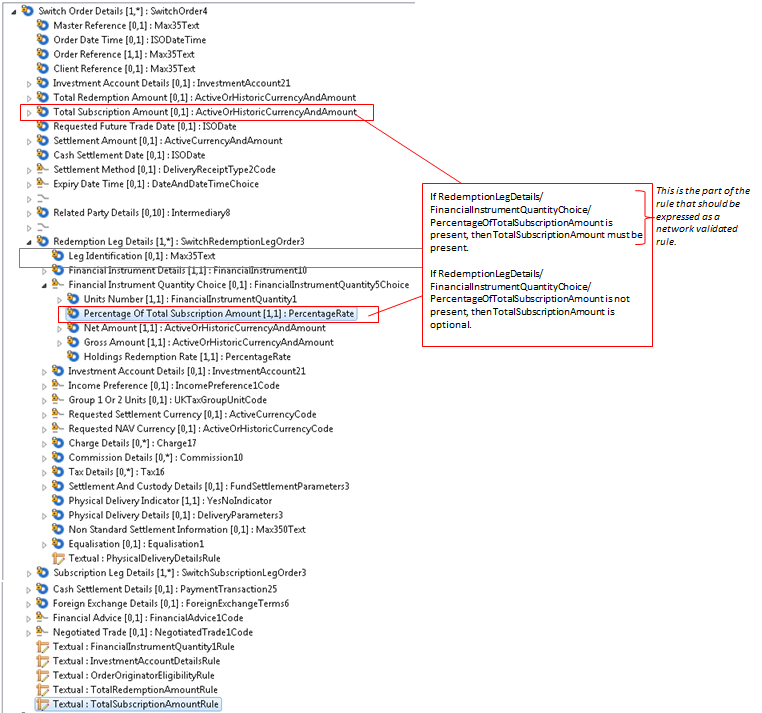 Switch Order Details [1,*] : SwitchOrder4
Master Reference [0,1] : Max35Text
Order Date Time [0,1] : ISODateTime
Order Reference [1,1] : Max35Text
Client Reference [0,1] : Max35Text
Investment Account Details [0,1] : InvestmentAccount21
Total Redemption Amount [0,1] : ActiveOrHistoricCurrencyAndAmount
Total Subscription Amount [0,1] : ActiveOrHistoricCurrencyAndAmount
Requested Future Trade Date [0,1] : ISODate
Settlement Amount [0,1] : ActiveCurrencyAndAmount
Cash Settlement Date [0,1] : ISODate
Settlement Method [0,1] : DeliveryReceiptType2Code
Expiry Date Time [0,1] : DateAndDateTimeChoice
Related Party Details [0,10] : Intermediary8
Redemption Leg Details [1,*] : SwitchRedemptionLegOrder3
Leg Identification [0,1] : Max35Text
Financial Instrument Details [1,1] : FinancialInstrument10
Financial Instrument Quantity Choice [0,1] : FinancialInstrumentQuantity5Choice
Units Number [1,1] : FinancialInstrumentQuantity1
Percentage Of Total Subscription Amount [1,1] : PercentageRate
Net Amount [1,1] : ActiveOrHistoricCurrencyAndAmount
Gross Amount [1,1] : ActiveOrHistoricCurrencyAndAmount
Holdings Redemption Rate [1,1] : PercentageRate
Investment Account Details [0,1] : InvestmentAccount21
Income Preference [0,1] : IncomePreference1Code
Group 1 Or 2 Units [0,1] : UKTaxGroupUnitCode
Requested Settlement Currency [0,1] : ActiveCurrencyCode
Requested NAV Currency [0,1] : ActiveOrHistoricCurrencyCode
Charge Details [0,*] : Charge17
Commission Details [0,*] : Commission10
Tax Details [0,*] : Tax16
Settlement And Custody Details [0,1] : FundSettlementParameters3
Physical Delivery Indicator [1,1] : YesNoIndicator
Physical Delivery Details [0,1] : DeliveryParameters3
Non Standard Settlement Information [0,1] : Max350Text
Equalisation [0,1] : Equalisation1
Textual : PhysicalDeliveryDetailsRule
Subscription Leg Details [1,*] : SwitchSubscriptionLegOrder3
Cash Settlement Details [0,1] : PaymentTransaction25
Foreign Exchange Details [0,1] : ForeignExchangeTerms6
Financial Advice [0,1] : FinancialAdvice1Code
Negotiated Trade [0,1] : NegotiatedTrade1Code
Textual : FinancialInstrumentQuantity1Rule
Textual : InvestmentAccountDetailsRule
Textual : OrderOriginatorEligibilityRule
Textual : TotalRedemptionAmountRule
Textual : TotalSubscriptionAmountRule
If RedemptionLegDetails/
FinancialInstrumentQuantityChoice/
PercentageOfTotalSubscriptionAmount is
present, then TotalSubscriptionAmount must be
present.
If RedemptionLegDetails/
FinancialInstrumentQuantityChoice/
PercentageOfTotalSubscriptionAmount is not
present, then TotalSubscriptionAmount is
optional.
This is the part of the
rule that should be
expressed as a
network validated
rule.